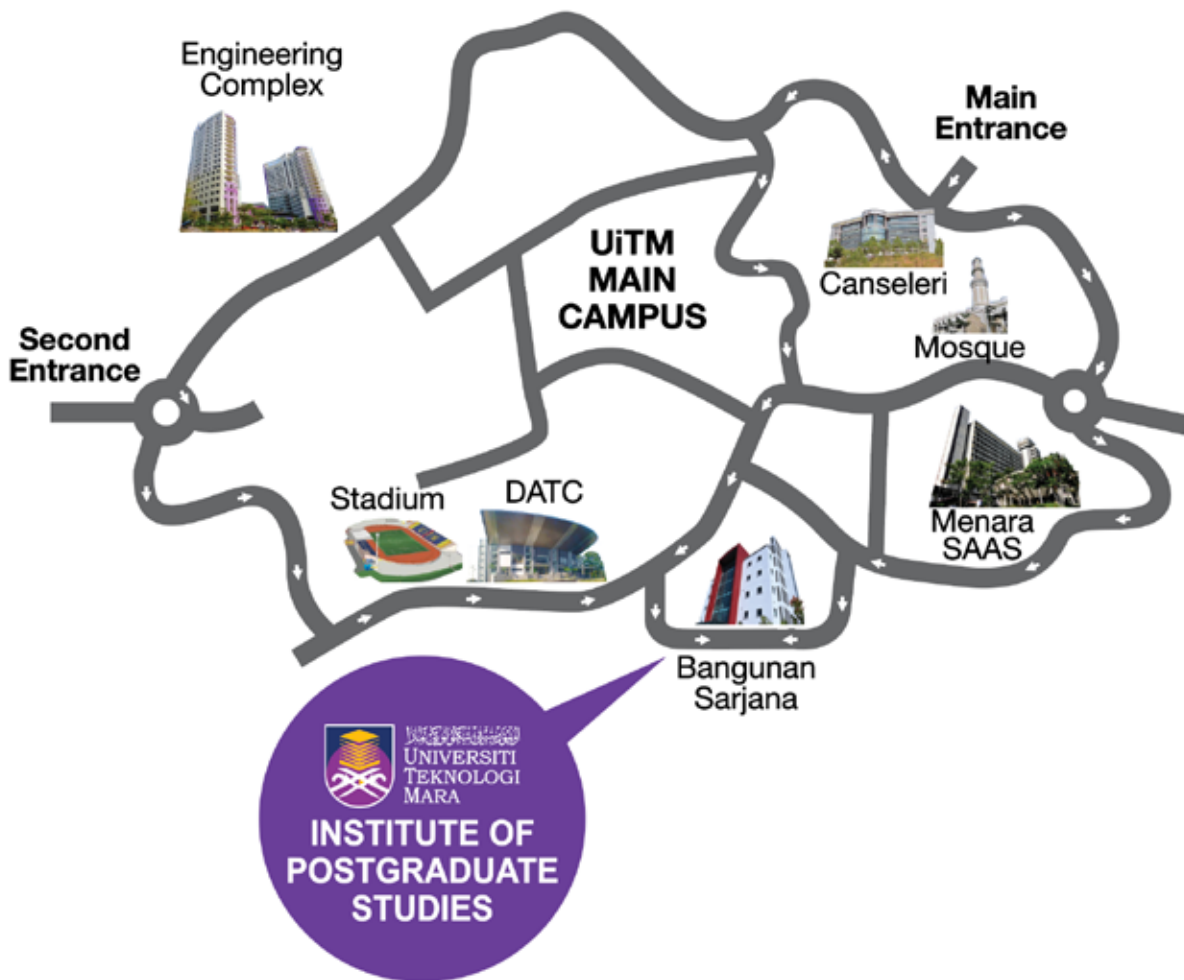 Engineering
Complex
Main
Entrance
UiTM
MAIN
CAMPUS
Canseleri
Mosque
Second
Entrance
Stadium
DATC
Menara
SAAS
Bangunan
Sarjana
UNIVERSITI
TEKNOLOGI
MARA
INSTITUTE OF
POSTGRADUATE
STUDIES